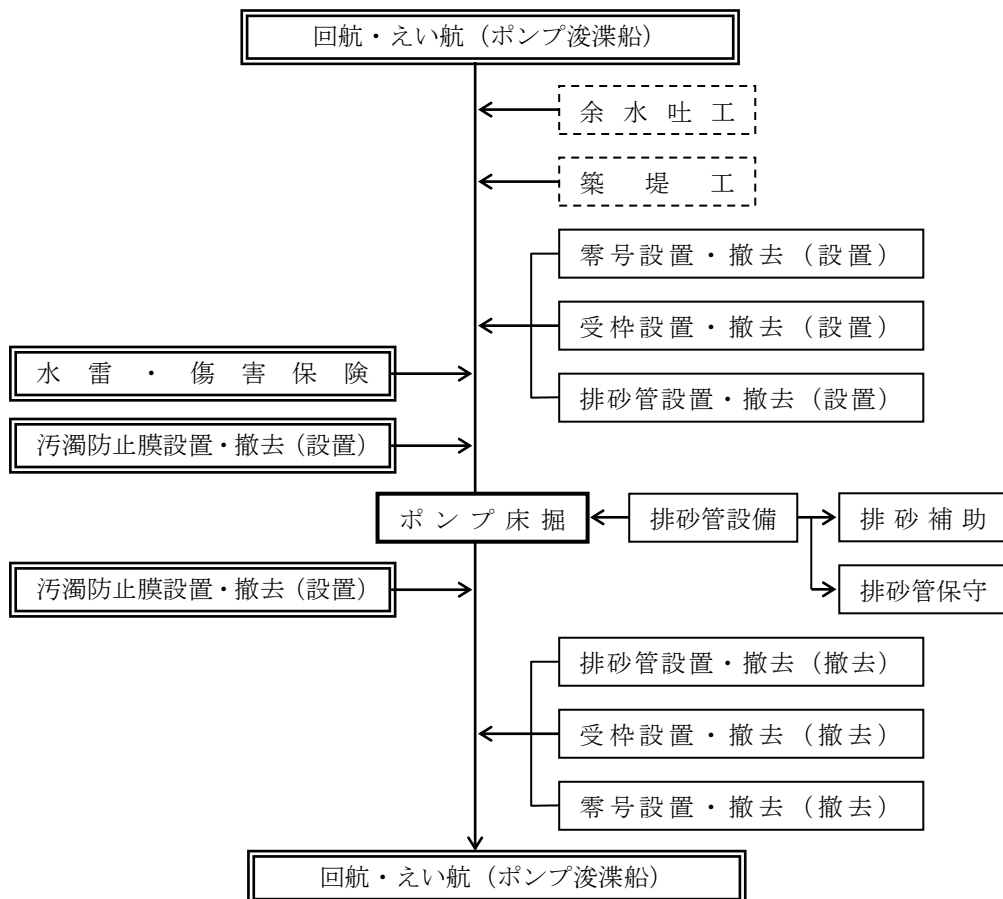 回航・えい航（ポンプ浚渫船）
余水吐工
築堤工
零号設置・撤去（設置）
受枠設置・撤去（設置）
水雷・傷害保険
排砂管設置・撤去（設置）
汚濁防止膜設置・撤去（設置）
ポンプ床掘
排砂管設備
排砂補助
汚濁防止膜設置・撤去（設置）
排砂管保守
排砂管設置・撤去（撤去）
受枠設置・撤去（撤去）
零号設置・撤去（撤去）
回航・えい航（ポンプ浚渫船）